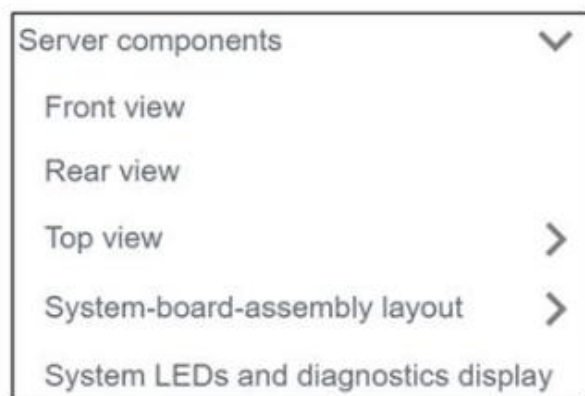 Server components
Front view
Rear view
Top view
System-board-assembly layout
System LEDs and diagnostics display